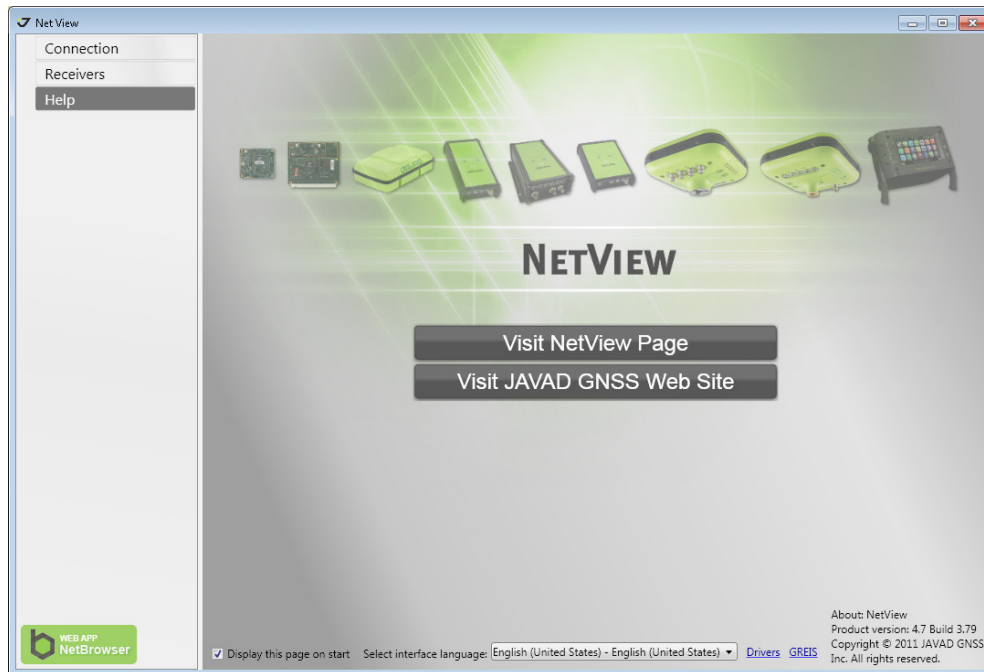 Net View
Connection
Receivers
Help
NETVIEW
Visit NetView Page
Visit JAVAD GNSS Web Site
WEB APP
NetBrowser
Display this page on start Select interface language: English (United States) - English (United States) Drivers GREIS
About: NetView
Product version: 4.7 Build 3.79
Copyright © 2011 JAVAD GNSS
Inc. All rights reserved.